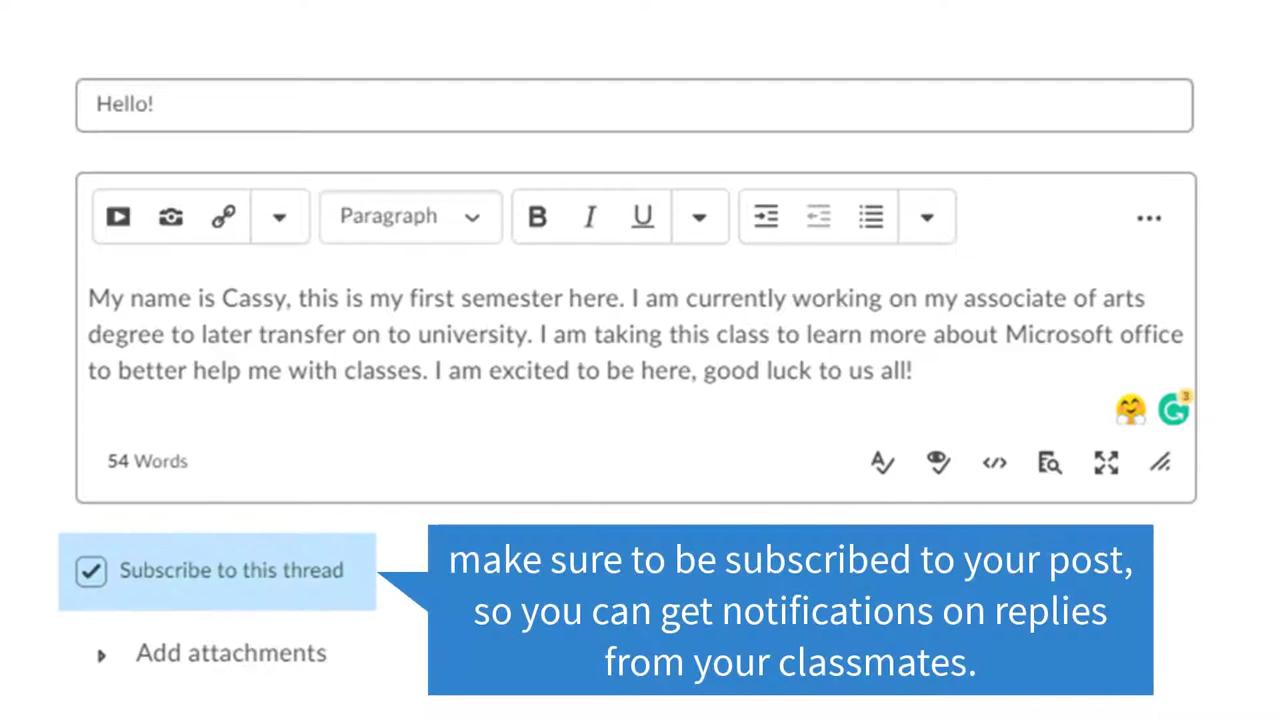 Hello!
Paragraph
B I U
My name is Cassy, this is my first semester here. I am currently working on my associate of arts
degree to later transfer on to university. I am taking this class to learn more about Microsoft office
to better help me with classes. I am excited to be here, good luck to us all!
3
54 Words
Subscribe to this thread
make sure to be subscribed to your post,
so you can get notifications on replies
from your classmates.
Add attachments